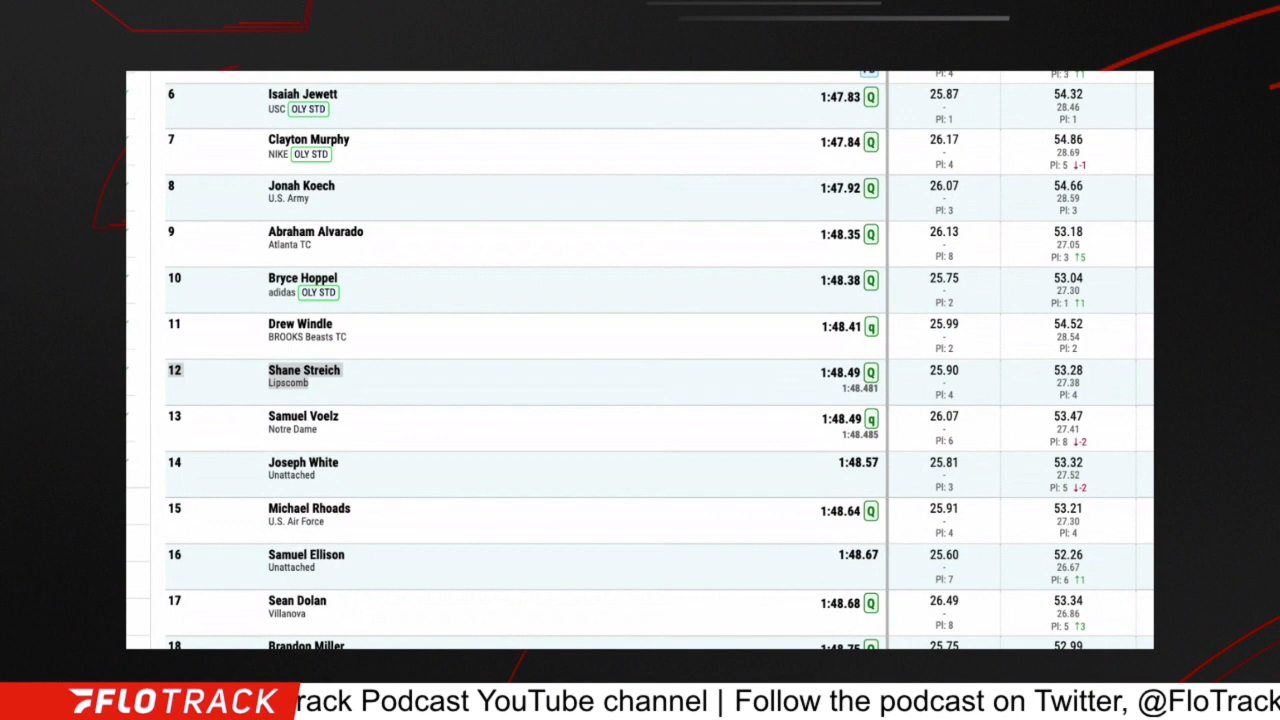 Pl: 4
Pl: 3 ↑1
6 Isaiah Jewett 1:47.83 Q 25.87 54.32
USC OLY STD - 28.46
Pl: 1 Pl: 1
7 Clayton Murphy 1:47.84 Q 26.17 54.86
NIKE OLY STD - 28.69
Pl: 4 Pl: 5 ↓-1
8 Jonah Koech 1:47.92 Q 26.07 54.66
U.S. Army - 28.59
Pl: 3 Pl: 3
9 Abraham Alvarado 1:48.35 Q 26.13 53.18
Atlanta TC - 27.05
Pl: 8 Pl: 3 ↑5
10 Bryce Hoppel 1:48.38 Q 25.75 53.04
adidas OLY STD - 27.30
Pl: 2 Pl: 1 ↑1
11 Drew Windle 1:48.41 q 25.99 54.52
BROOKS Beasts TC - 28.54
Pl: 2 Pl: 2
12 Shane Streich 1:48.49 Q 25.90 53.28
Lipscomb 1:48.481 - 27.38
Pl: 4 Pl: 4
13 Samuel Voelz 1:48.49 q 26.07 53.47
Notre Dame 1:48.485 - 27.41
Pl: 6 Pl: 8 ↓-2
14 Joseph White 1:48.57 25.81 53.32
Unattached - 27.52
Pl: 3 Pl: 5 ↓-2
15 Michael Rhoads 1:48.64 Q 25.91 53.21
U.S. Air Force - 27.30
Pl: 4 Pl: 4
16 Samuel Ellison 1:48.67 25.60 52.26
Unattached - 26.67
Pl: 7 Pl: 6 ↑1
17 Sean Dolan 1:48.68 Q 26.49 53.34
Villanova - 26.86
Pl: 8 Pl: 5 ↑3
18 Brandon Miller 1:48.75 Q 25.75 52.99
FLOTRACK rack Podcast YouTube channel | Follow the podcast on Twitter, @FloTrack